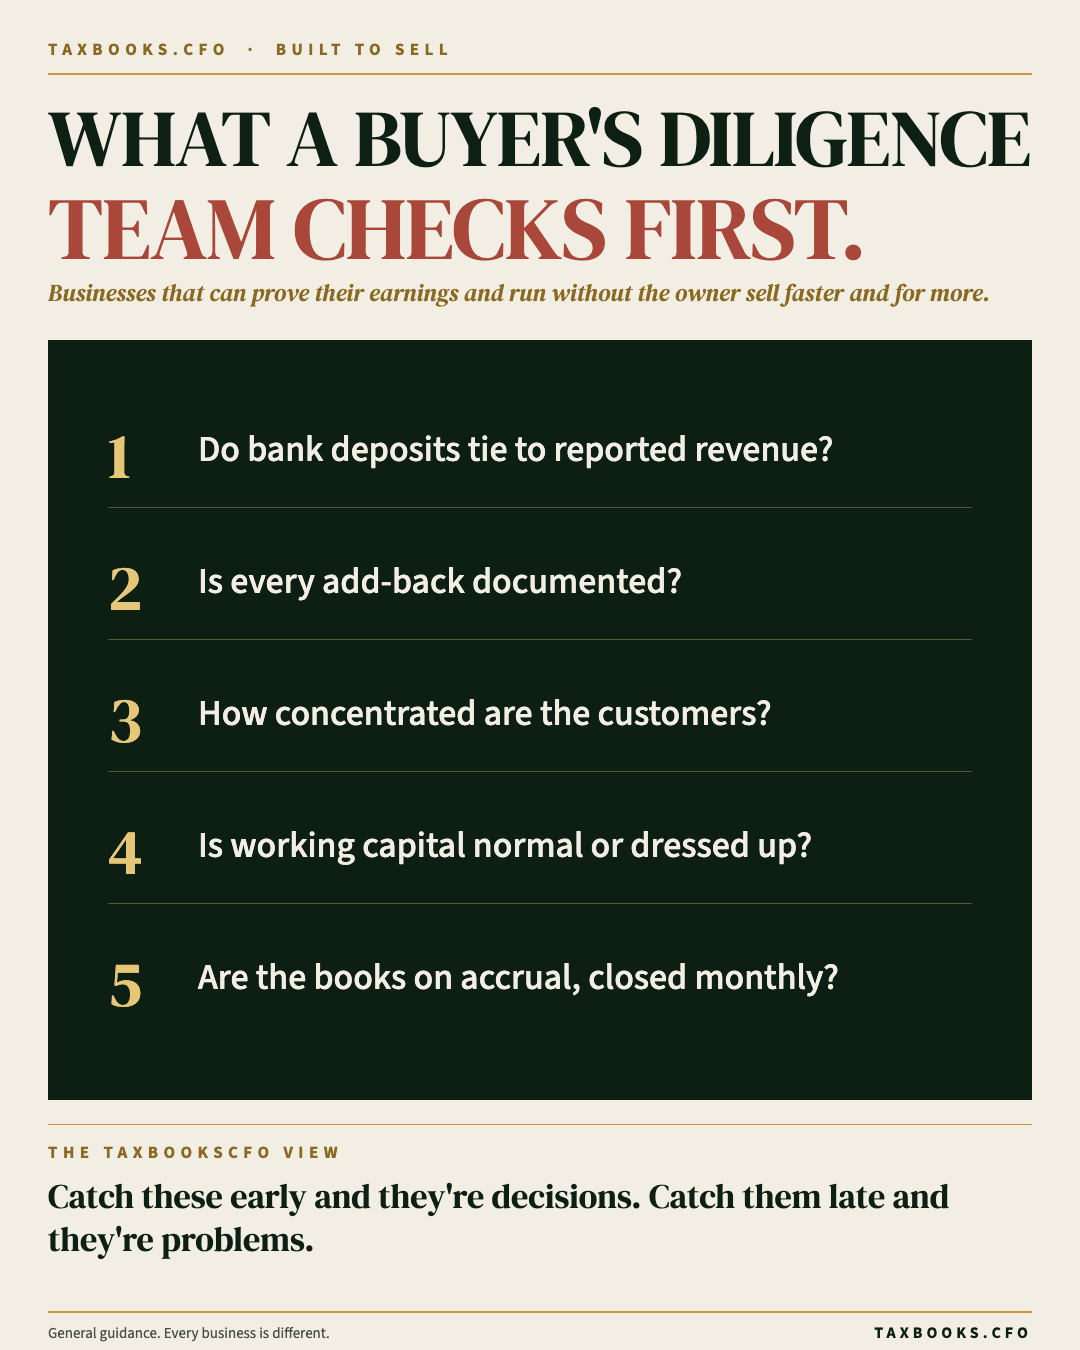 TAXBOOKS.CFO · BUILT TO SELL
WHAT A BUYER'S DILIGENCE
TEAM CHECKS FIRST.
Businesses that can prove their earnings and run without the owner sell faster and for more.
1 Do bank deposits tie to reported revenue?
2 Is every add-back documented?
3 How concentrated are the customers?
4 Is working capital normal or dressed up?
5 Are the books on accrual, closed monthly?
THE TAXBOOKSCFO VIEW
Catch these early and they're decisions. Catch them late and
they're problems.
General guidance. Every business is different. TAXBOOKS.CFO